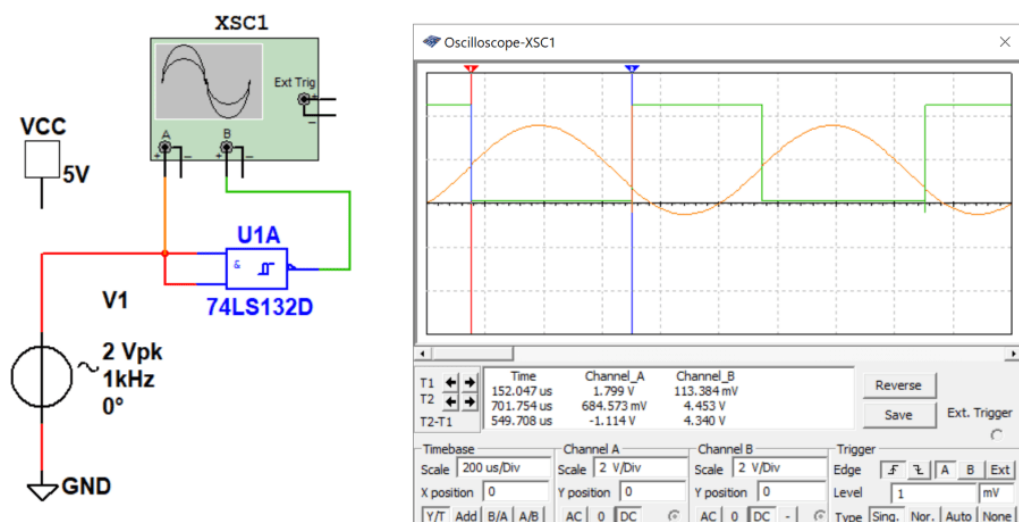 XSC1
Ext Trig
+
−
A
B
+ − + −
VCC
5V
U1A
&
74LS132D
V1
2 Vpk
1kHz
0°
GND
Oscilloscope-XSC1
1
2
Time Channel_A Channel_B
T1 152.047 us 1.799 V 113.384 mV
T2 701.754 us 684.573 mV 4.453 V
T2-T1 549.708 us -1.114 V 4.340 V
Reverse
Save
Ext. Trigger
Timebase
Scale 200 us/Div
X position 0
Y/T Add B/A A/B
Channel A
Scale 2 V/Div
Y position 0
AC 0 DC
Channel B
Scale 2 V/Div
Y position 0
AC 0 DC -
Trigger
Edge A B Ext
Level 1 mV
Type Sing. Nor. Auto None